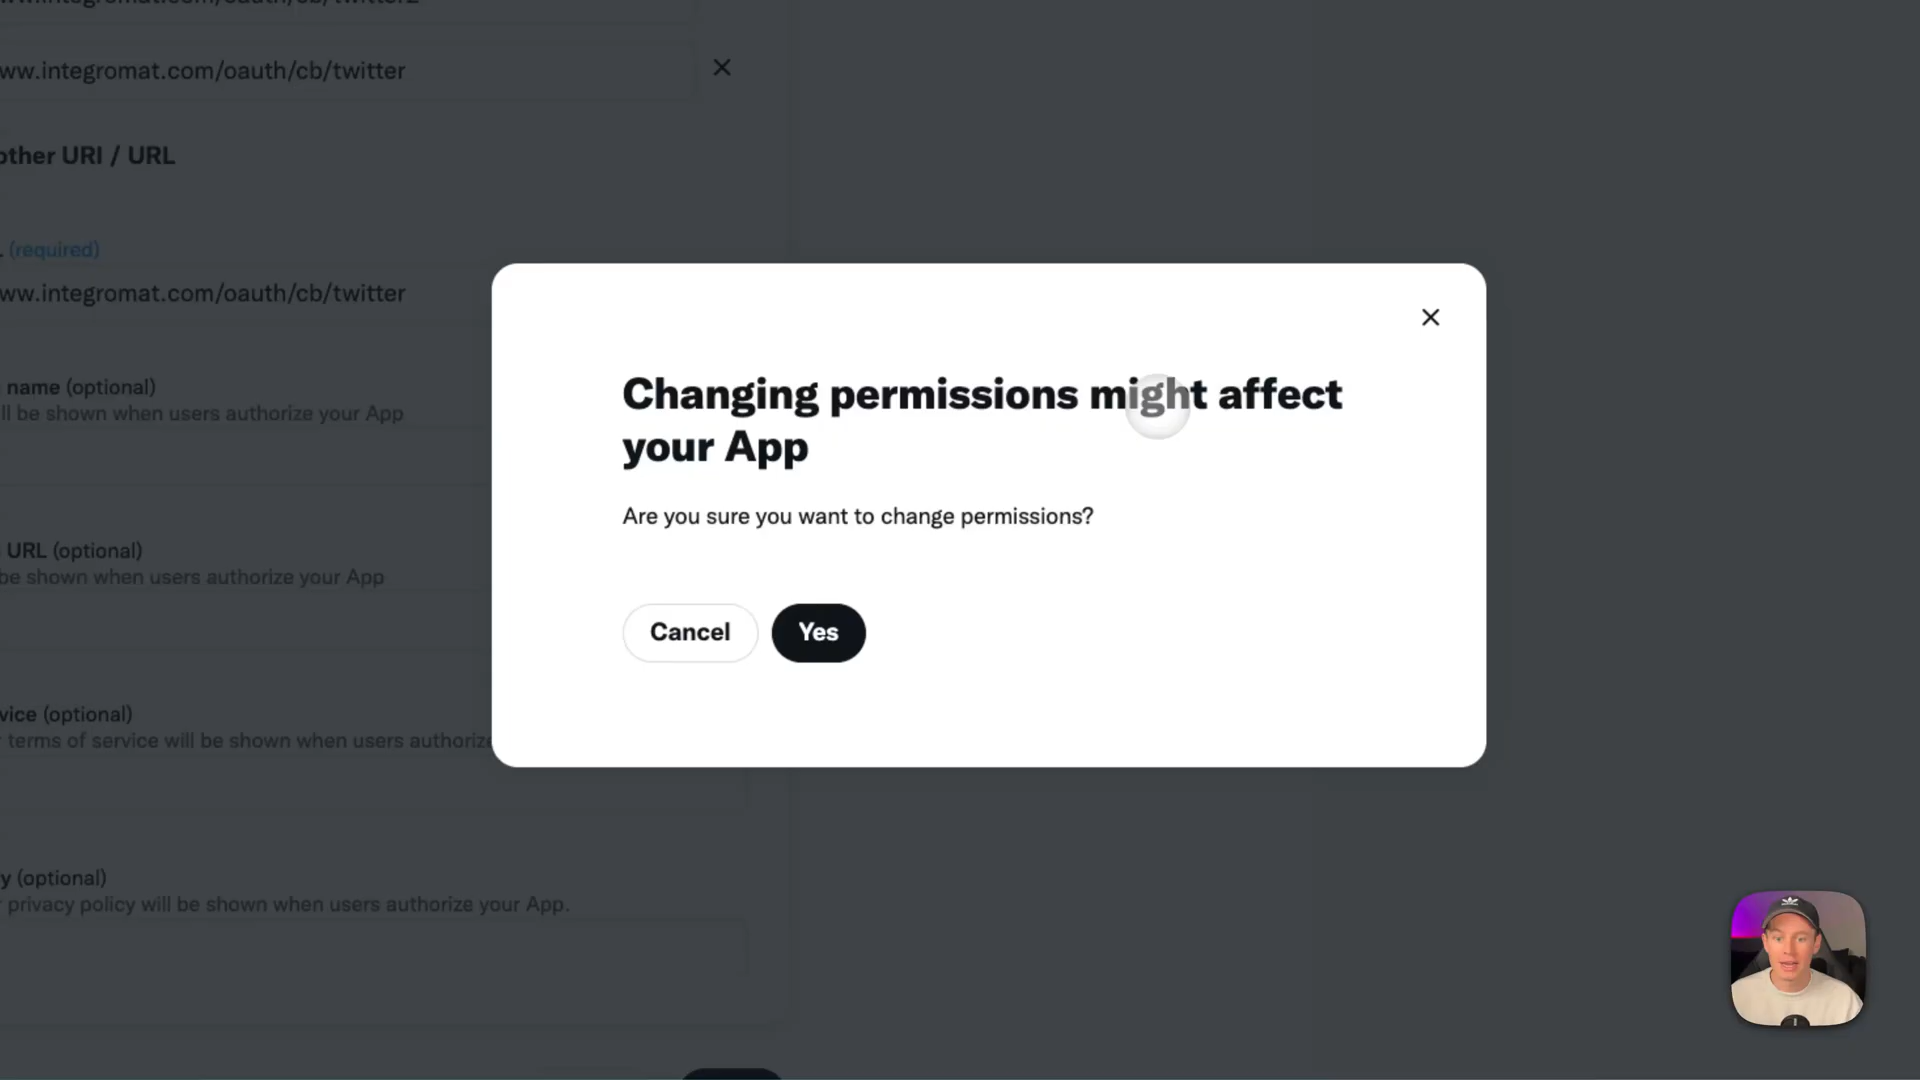 ww.integromat.com/oauth/cb/twitter
other URI / URL
(required)
ww.integromat.com/oauth/cb/twitter
name (optional)
ll be shown when users authorize your App
URL (optional)
be shown when users authorize your App
vice (optional)
terms of service will be shown when users authorize
y (optional)
privacy policy will be shown when users authorize your App.
Changing permissions might affect
your App
Are you sure you want to change permissions?
Cancel
Yes